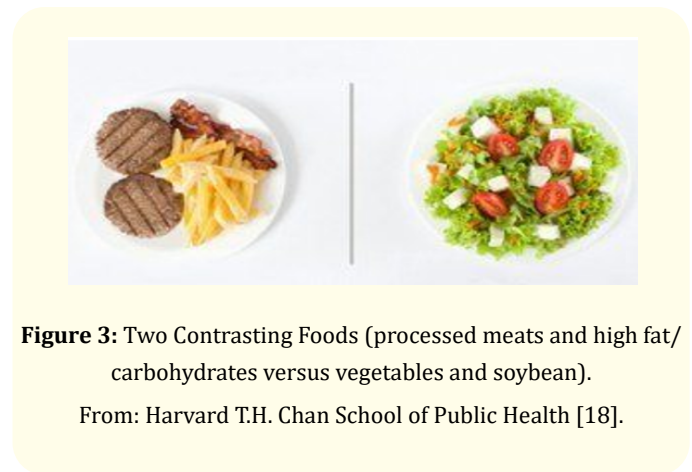 Figure 3: Two Contrasting Foods (processed meats and high fat/
carbohydrates versus vegetables and soybean).
From: Harvard T.H. Chan School of Public Health [18].